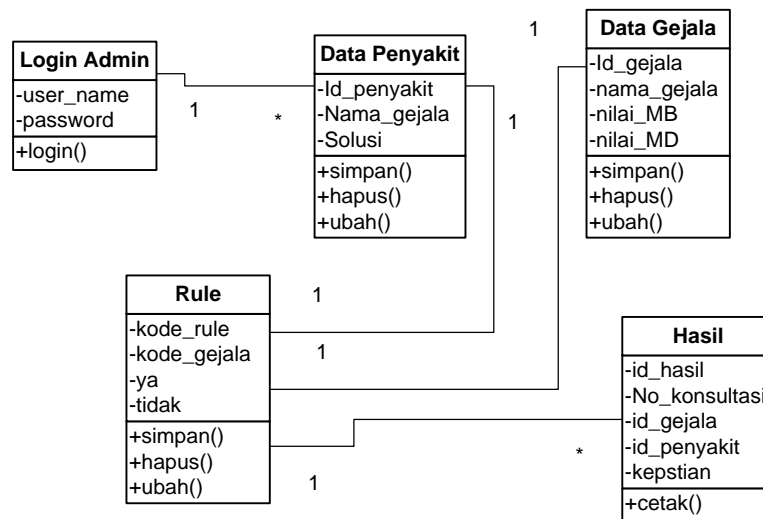 Login Admin
-user_name
-password
+login()
1
*
Data Penyakit
-Id_penyakit
-Nama_gejala
-Solusi
+simpan()
+hapus()
+ubah()
1
1
Data Gejala
-Id_gejala
-nama_gejala
-nilai_MB
-nilai_MD
+simpan()
+hapus()
+ubah()
Rule
-kode_rule
-kode_gejala
-ya
-tidak
+simpan()
+hapus()
+ubah()
1
1
1
*
Hasil
-id_hasil
-No_konsultasi
-id_gejala
-id_penyakit
-kepstian
+cetak()